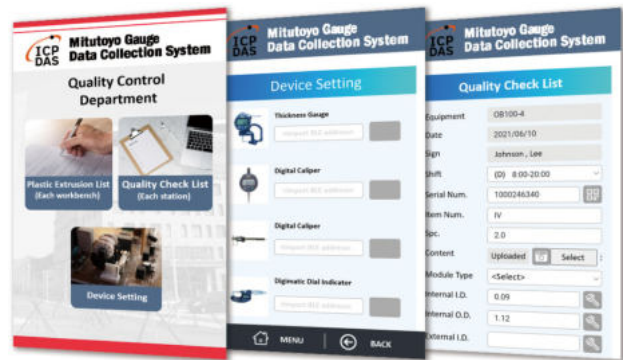 ICP
DAS
Mitutoyo Gauge
Data Collection System
Quality Control
Department
Plastic Extrusion List
(Each workbench)
Quality Check List
(Each station)
Device Setting
ICP
DAS
Mitutoyo Gauge
Data Collection System
Device Setting
Thickness Gauge
Digital Caliper
Digital Caliper
Digimatic Dial Indicator
MENU
BACK
ICP
DAS
Mitutoyo Gauge
Data Collection System
Quality Check List
Equipment OB100-4
Date 2021/06/10
Sign Johnson , Lee
Shift (D) 8:00-20:00
Serial Num. 1000246340
Item Num. IV
Spc. 2.0
Content Uploaded Select
Module Type <Select>
Internal I.D. 0.09
Internal O.D. 1.12
External I.D.